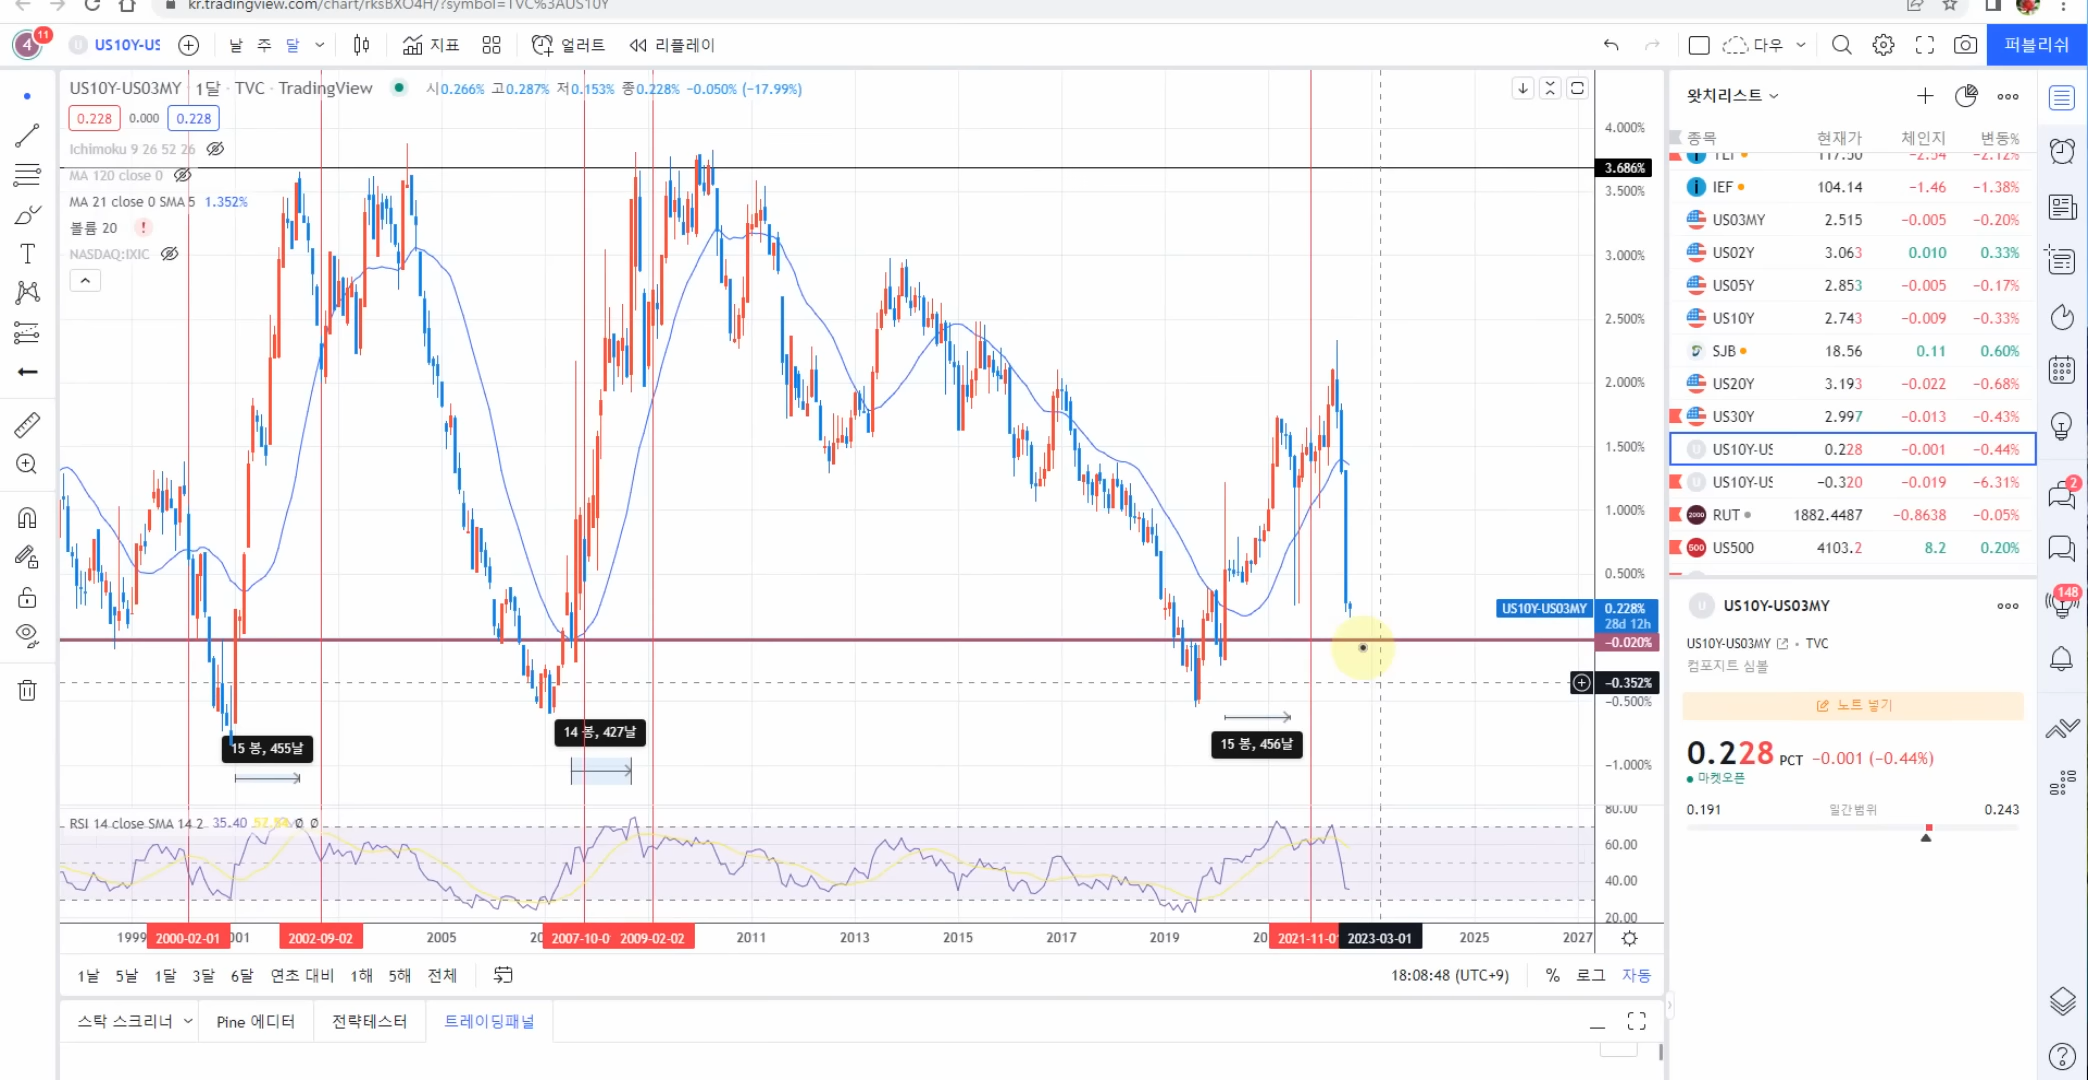 kr.tradingview.com/chart/rksBXO4H/?symbol=TVC%3AUS10Y
4 11 US10Y-US 날 주 달 지표 얼러트 리플레이 다우 퍼블리쉬
US10Y-US03MY 1달 · TVC · TradingView 시0.266% 고0.287% 저0.153% 종0.228% −0.050% (−17.99%)
0.228 0.000 0.228
Ichimoku 9 26 52 26
MA 120 close 0
MA 21 close 0 SMA 5 1.352%
볼륨 20 !
NASDAQ:IXIC
4.000%
3.686%
3.500%
3.000%
2.500%
2.000%
1.500%
1.000%
0.500%
US10Y-US03MY 0.228%
28d 12h
−0.020%
−0.352%
−0.500%
−1.000%
15 봉, 455날
14 봉, 427날
15 봉, 456날
RSI 14 close SMA 14 2 35.40 Ø Ø
80.00
60.00
40.00
20.00
1999 2000-02-01 001 2002-09-02 2005 20 2007-10-0 2009-02-02 2011 2013 2015 2017 2019 20 2021-11-0 2023-03-01 2025 2027
1날 5날 1달 3달 6달 연초 대비 1해 5해 전체
18:08:48 (UTC+9) % 로그 자동
스탁 스크리너 Pine 에디터 전략테스터 트레이딩패널
왓치리스트
종목 현재가 체인지 변동%
117.50 −2.54 −2.12%
IEF 104.14 −1.46 −1.38%
US03MY 2.515 −0.005 −0.20%
US02Y 3.063 0.010 0.33%
US05Y 2.853 −0.005 −0.17%
US10Y 2.743 −0.009 −0.33%
SJB 18.56 0.11 0.60%
US20Y 3.193 −0.022 −0.68%
US30Y 2.997 −0.013 −0.43%
US10Y-US 0.228 −0.001 −0.44%
US10Y-US −0.320 −0.019 −6.31%
2000 RUT 1882.4487 −0.8638 −0.05%
500 US500 4103.2 8.2 0.20%
U US10Y-US03MY
US10Y-US03MY • TVC
컴포지트 심볼
노트 넣기
0.228 PCT −0.001 (−0.44%)
마켓오픈
0.191 일간범위 0.243
2
148